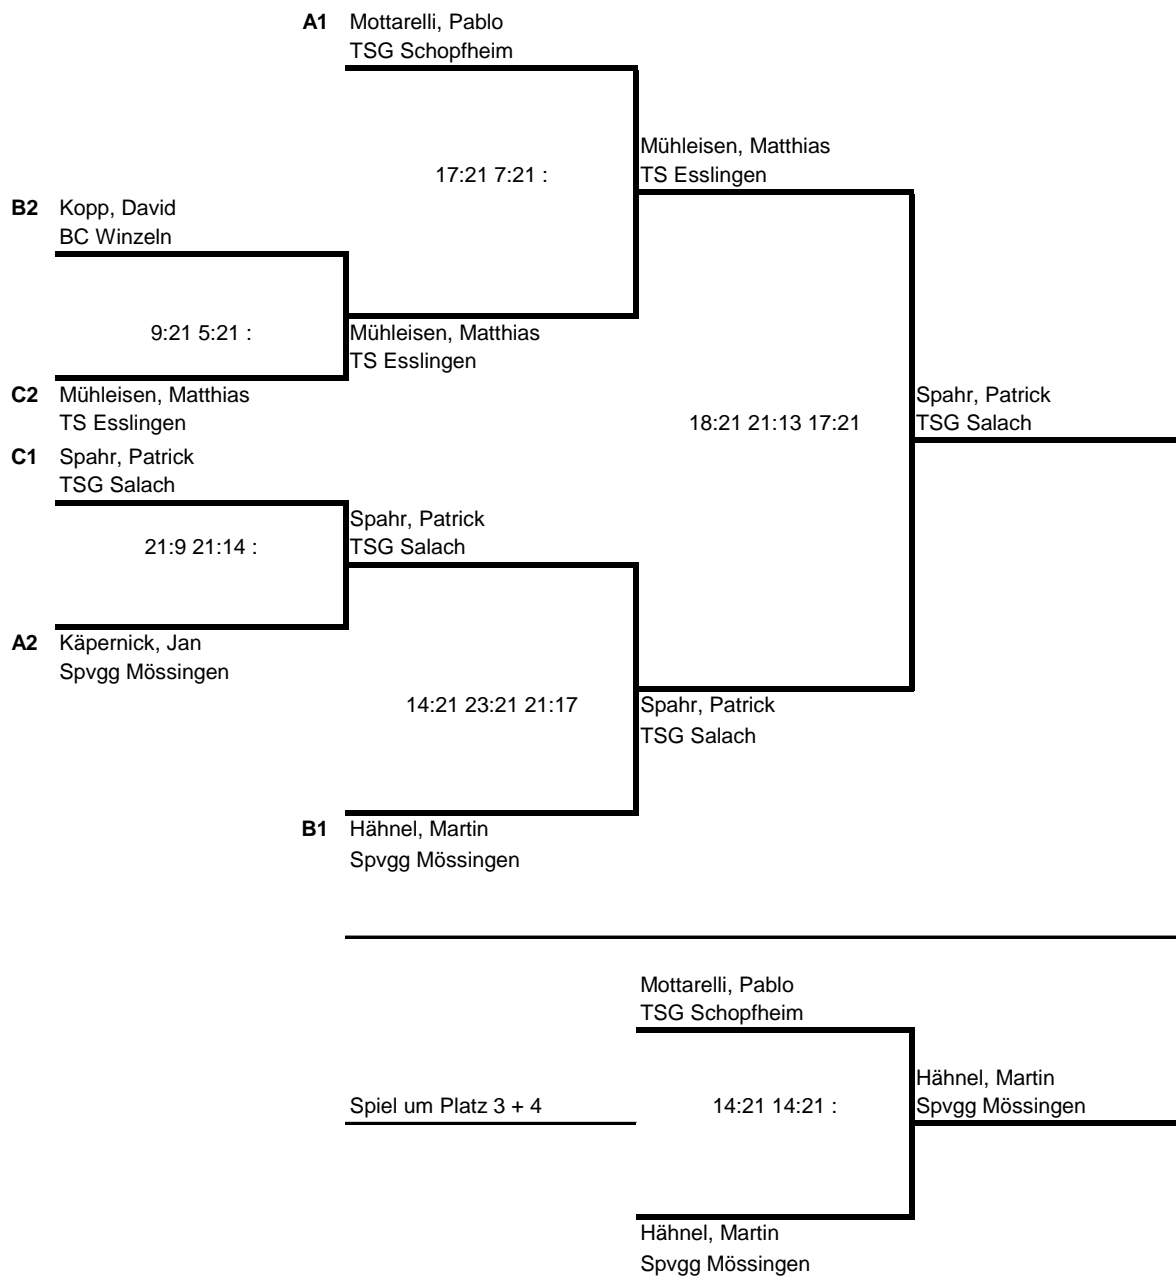 A1 Mottarelli, Pablo
TSG Schopfheim
Mühleisen, Matthias
17:21 7:21 : TS Esslingen
B2 Kopp, David
BC Winzeln
9:21 5:21 : Mühleisen, Matthias
TS Esslingen
C2 Mühleisen, Matthias Spahr, Patrick
TS Esslingen 18:21 21:13 17:21 TSG Salach
C1 Spahr, Patrick
TSG Salach
Spahr, Patrick
21:9 21:14 : TSG Salach
A2 Käpernick, Jan
Spvgg Mössingen
14:21 23:21 21:17 Spahr, Patrick
TSG Salach
B1 Hähnel, Martin
Spvgg Mössingen
Mottarelli, Pablo
TSG Schopfheim
Hähnel, Martin
Spiel um Platz 3 + 4 14:21 14:21 : Spvgg Mössingen
Hähnel, Martin
Spvgg Mössingen